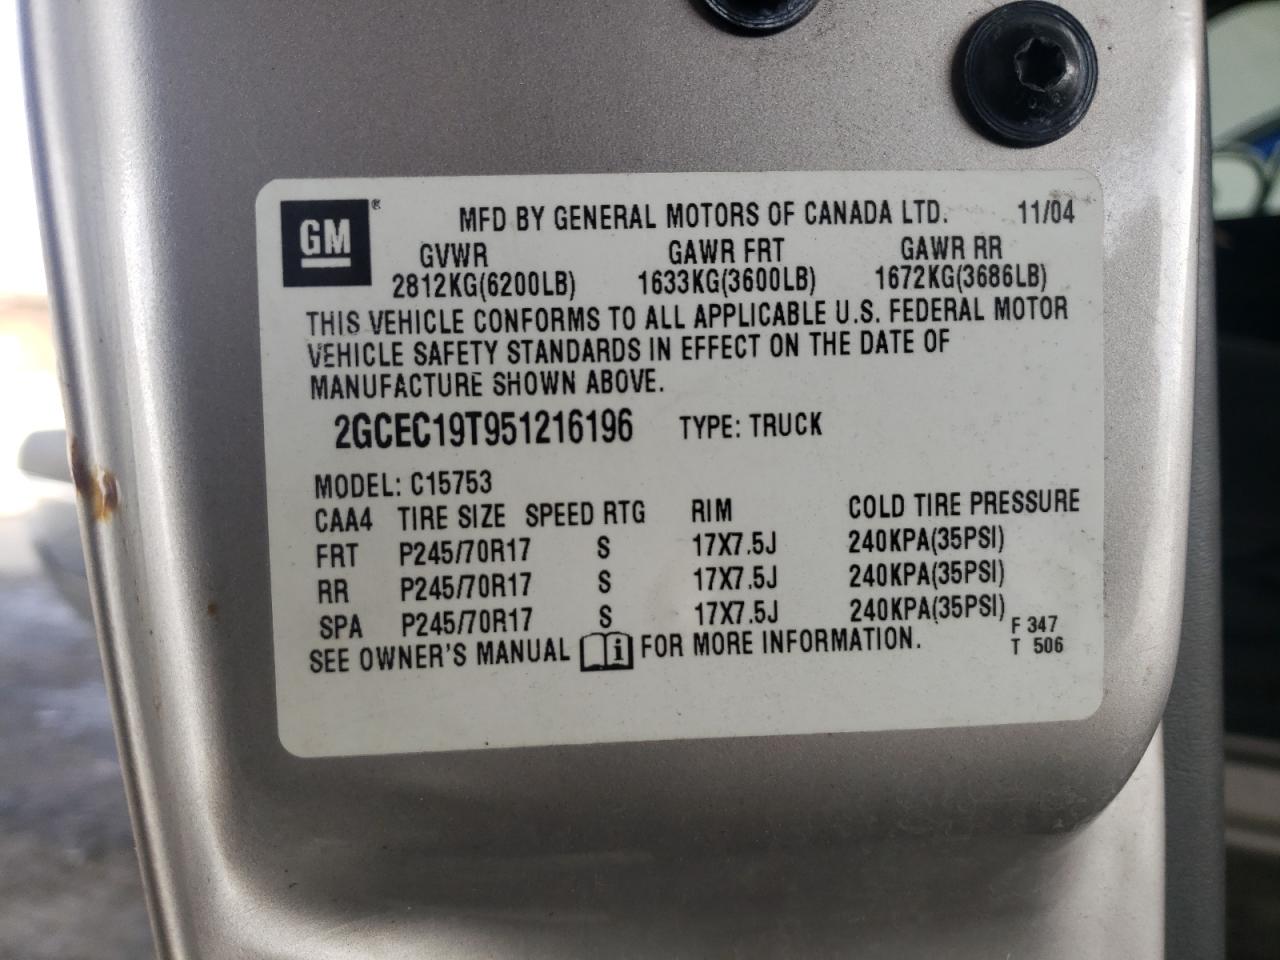 GM® MFD BY GENERAL MOTORS OF CANADA LTD. 11/04
GVWR GAWR FRT GAWR RR
2812KG(6200LB) 1633KG(3600LB) 1672KG(3686LB)
THIS VEHICLE CONFORMS TO ALL APPLICABLE U.S. FEDERAL MOTOR
VEHICLE SAFETY STANDARDS IN EFFECT ON THE DATE OF
MANUFACTURE SHOWN ABOVE.
2GCEC19T951216196 TYPE: TRUCK
MODEL: C15753
CAA4 TIRE SIZE SPEED RTG RIM COLD TIRE PRESSURE
FRT P245/70R17 S 17X7.5J 240KPA(35PSI)
RR P245/70R17 S 17X7.5J 240KPA(35PSI)
SPA P245/70R17 S 17X7.5J 240KPA(35PSI)
F 347
SEE OWNER'S MANUAL i FOR MORE INFORMATION. T 506